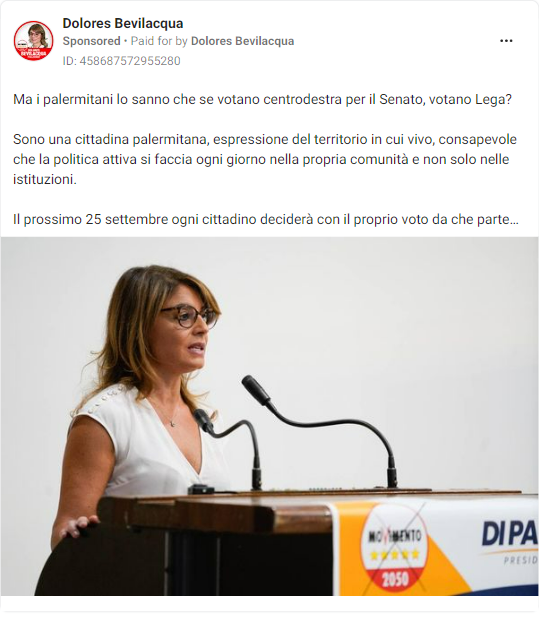 Dolores Bevilacqua
Sponsored • Paid for by Dolores Bevilacqua
ID: 458687572955280
Ma i palermitani lo sanno che se votano centrodestra per il Senato, votano Lega?
Sono una cittadina palermitana, espressione del territorio in cui vivo, consapevole
che la politica attiva si faccia ogni giorno nella propria comunità e non solo nelle
istituzioni.
Il prossimo 25 settembre ogni cittadino deciderà con il proprio voto da che parte…
MOVIMENTO
2050
DI PA
PRESID